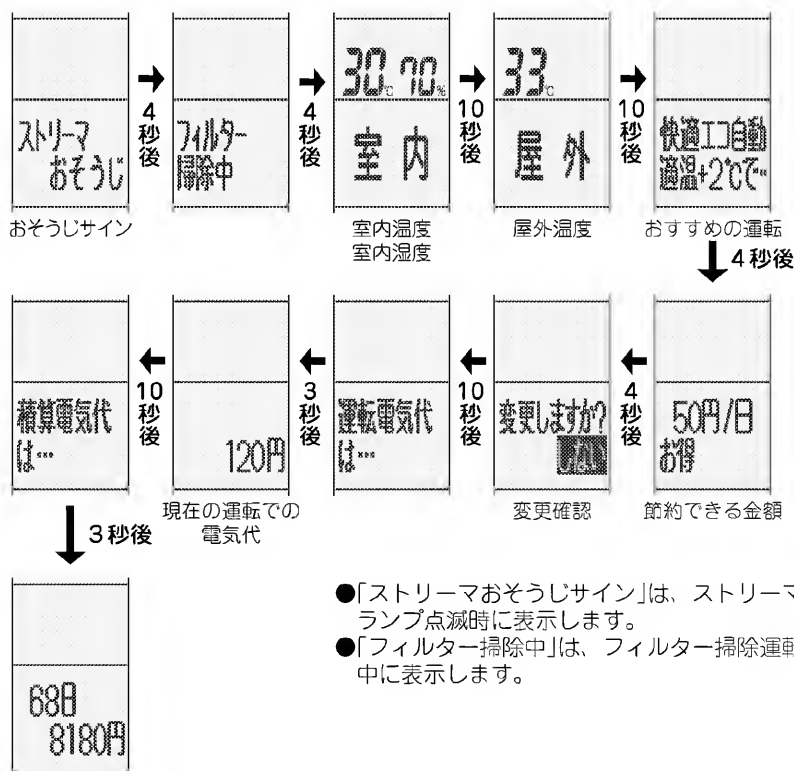 ストリーマ
おそうじ
おそうじサイン
4秒後
フィルター
掃除中
4秒後
30℃ 70%
室内
室内温度
室内湿度
10秒後
33℃
屋外
屋外温度
10秒後
快適エコ自動
適温+2℃で…
おすすめの運転
4秒後
50円/日
お得
節約できる金額
4秒後
変更しますか?
はい
変更確認
10秒後
運転電気代
は…
3秒後
120円
現在の運転での
電気代
10秒後
積算電気代
は…
3秒後
68日
8180円
●「ストリーマおそうじサイン」は、ストリーマ
ランプ点滅時に表示します。
●「フィルター掃除中」は、フィルター掃除運転
中に表示します。